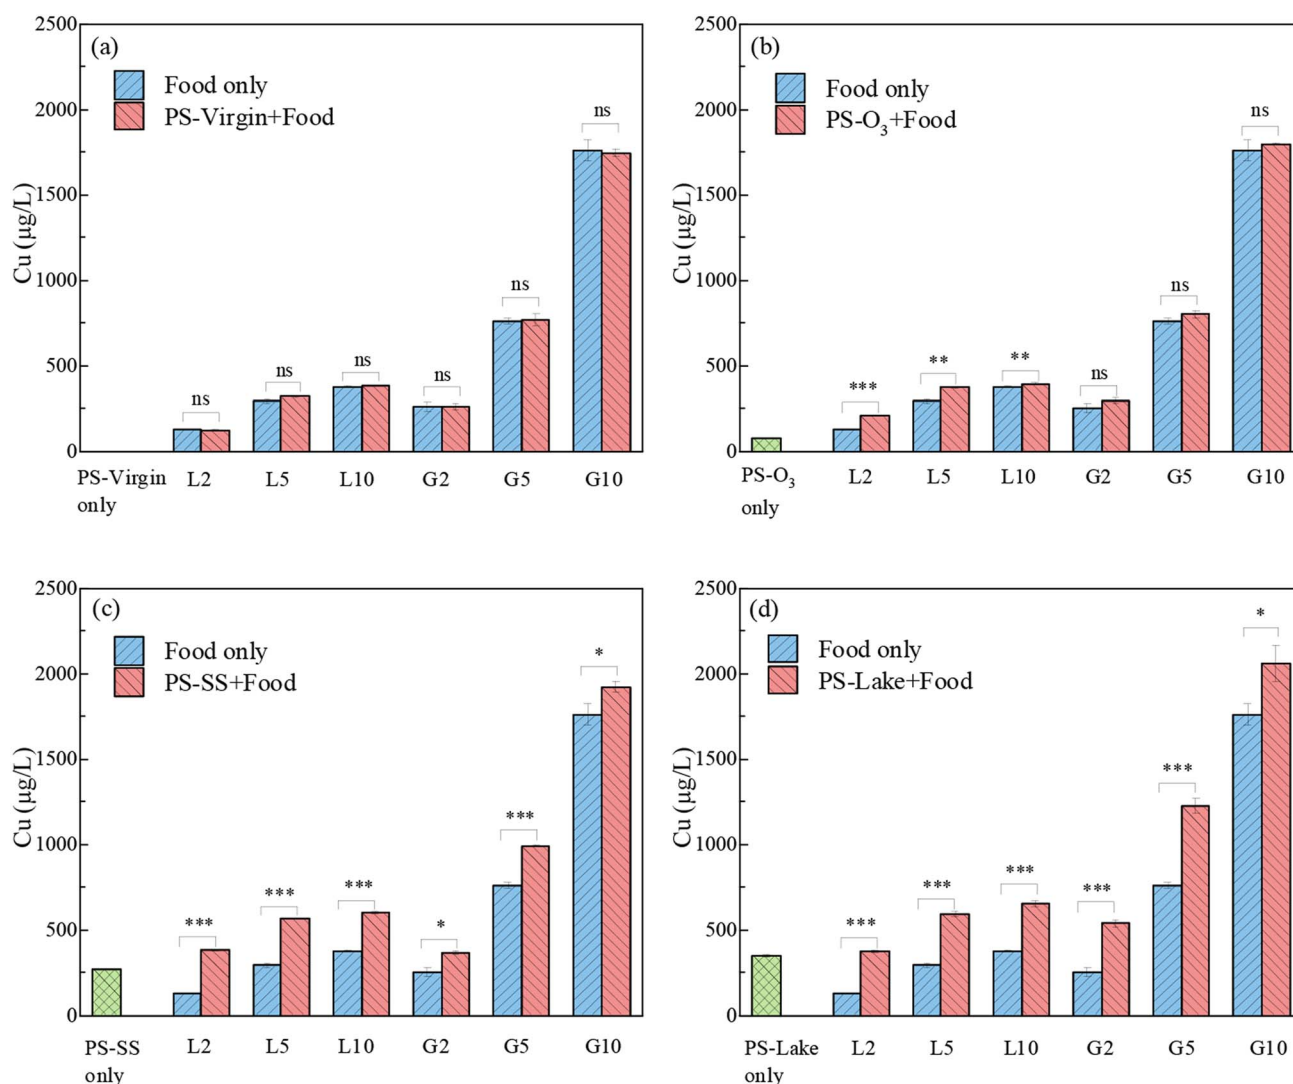 (a)
Food only
PS-Virgin+Food
Cu (µg/L)
2500
2000
1500
1000
500
0
ns
ns
ns
ns
ns
ns
PS-Virgin only
L2
L5
L10
G2
G5
G10
(b)
Food only
PS-O₃+Food
Cu (µg/L)
2500
2000
1500
1000
500
0
***
**
**
ns
ns
ns
PS-O₃ only
L2
L5
L10
G2
G5
G10
(c)
Food only
PS-SS+Food
Cu (µg/L)
2500
2000
1500
1000
500
0
***
***
***
*
***
*
PS-SS only
L2
L5
L10
G2
G5
G10
(d)
Food only
PS-Lake+Food
Cu (µg/L)
2500
2000
1500
1000
500
0
***
***
***
***
***
*
PS-Lake only
L2
L5
L10
G2
G5
G10